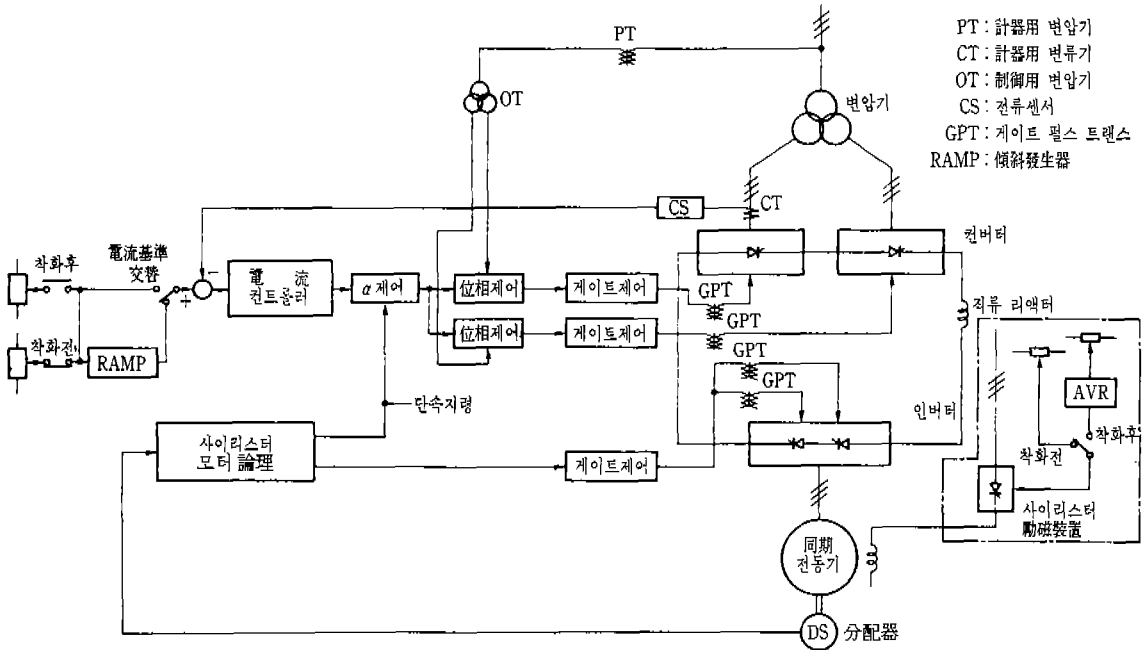 PT
PT : 計器用 변압기
CT : 計器用 변류기
OT : 制御用 변압기
CS : 전류센서
GPT : 게이트 펄스 트랜스
RAMP : 傾斜發生器
OT
변압기
CS
CT
컨버터
착화후
電流基準
交替
−
+
電 流
컨트롤러
α 제어
位相제어
게이트제어
GPT
직류 리액터
착화전
RAMP
位相제어
게이트제어
GPT
GPT
GPT
단속지령
인버터
AVR
착화후
착화전
사이리스터
모터 論理
게이트제어
사이리스터
勵磁裝置
同期
전동기
DS
分配器